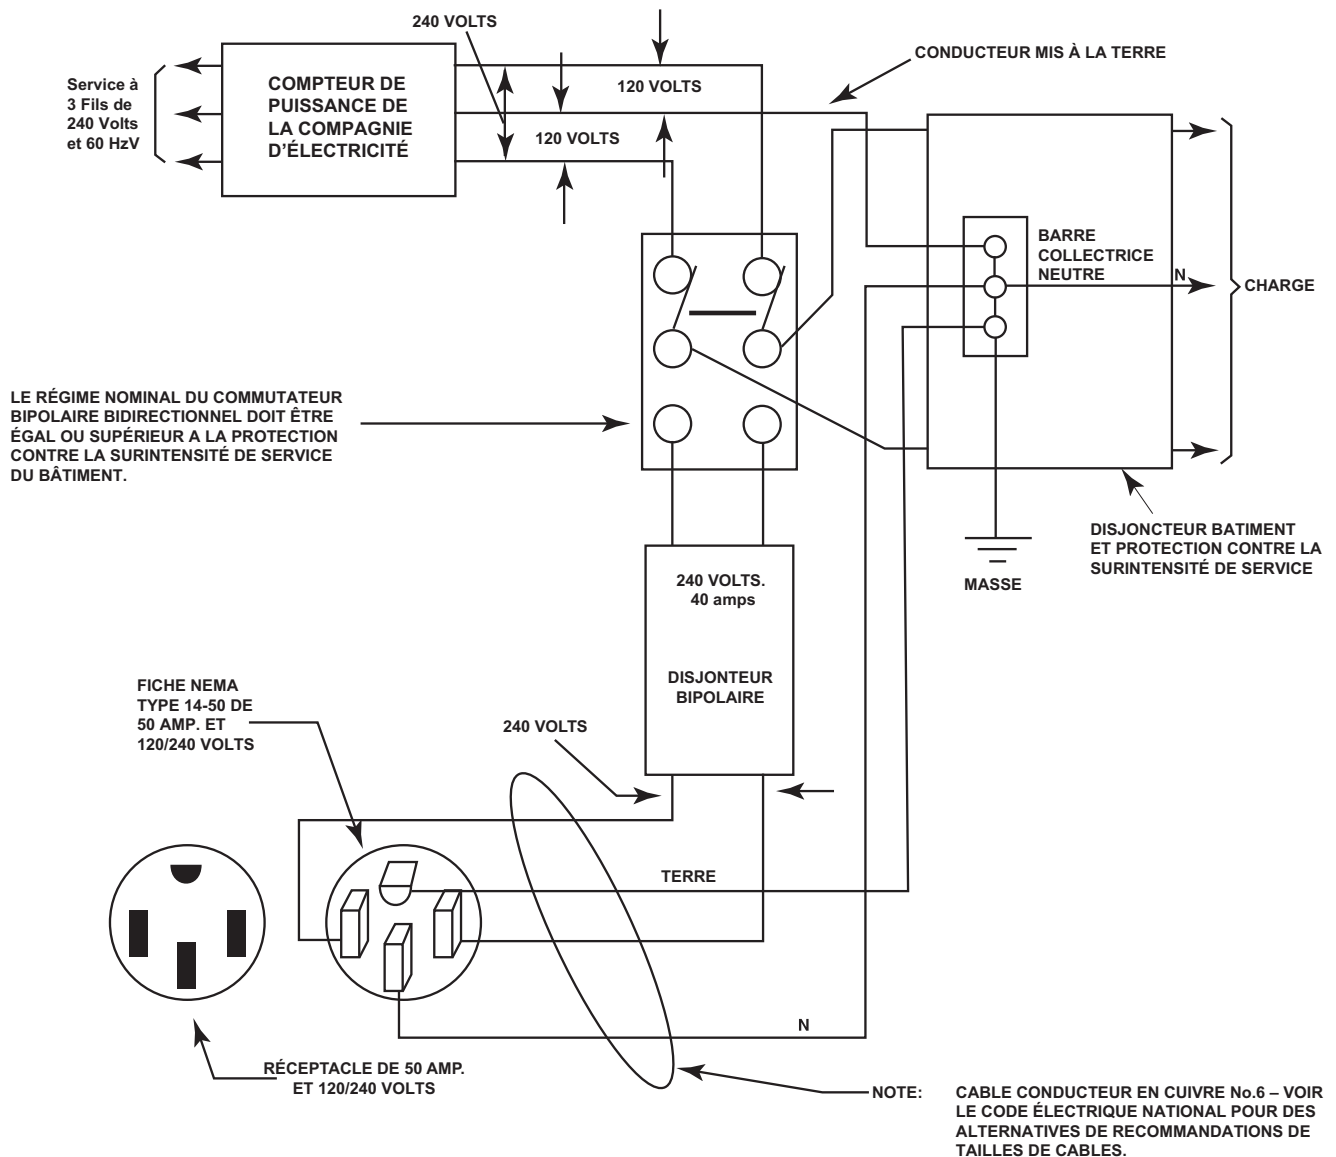 240 VOLTS
CONDUCTEUR MIS À LA TERRE
Service à
3 Fils de
240 Volts
et 60 HzV
COMPTEUR DE
PUISSANCE DE
LA COMPAGNIE
D’ÉLECTRICITÉ
120 VOLTS
120 VOLTS
BARRE
COLLECTRICE
NEUTRE
N
CHARGE
LE RÉGIME NOMINAL DU COMMUTATEUR
BIPOLAIRE BIDIRECTIONNEL DOIT ÊTRE
ÉGAL OU SUPÉRIEUR A LA PROTECTION
CONTRE LA SURINTENSITÉ DE SERVICE
DU BÂTIMENT.
DISJONCTEUR BATIMENT
ET PROTECTION CONTRE LA
SURINTENSITÉ DE SERVICE
MASSE
240 VOLTS.
40 amps
DISJONTEUR
BIPOLAIRE
FICHE NEMA
TYPE 14-50 DE
50 AMP. ET
120/240 VOLTS
240 VOLTS
TERRE
N
RÉCEPTACLE DE 50 AMP.
ET 120/240 VOLTS
NOTE: CABLE CONDUCTEUR EN CUIVRE No.6 – VOIR
LE CODE ÉLECTRIQUE NATIONAL POUR DES
ALTERNATIVES DE RECOMMANDATIONS DE
TAILLES DE CABLES.